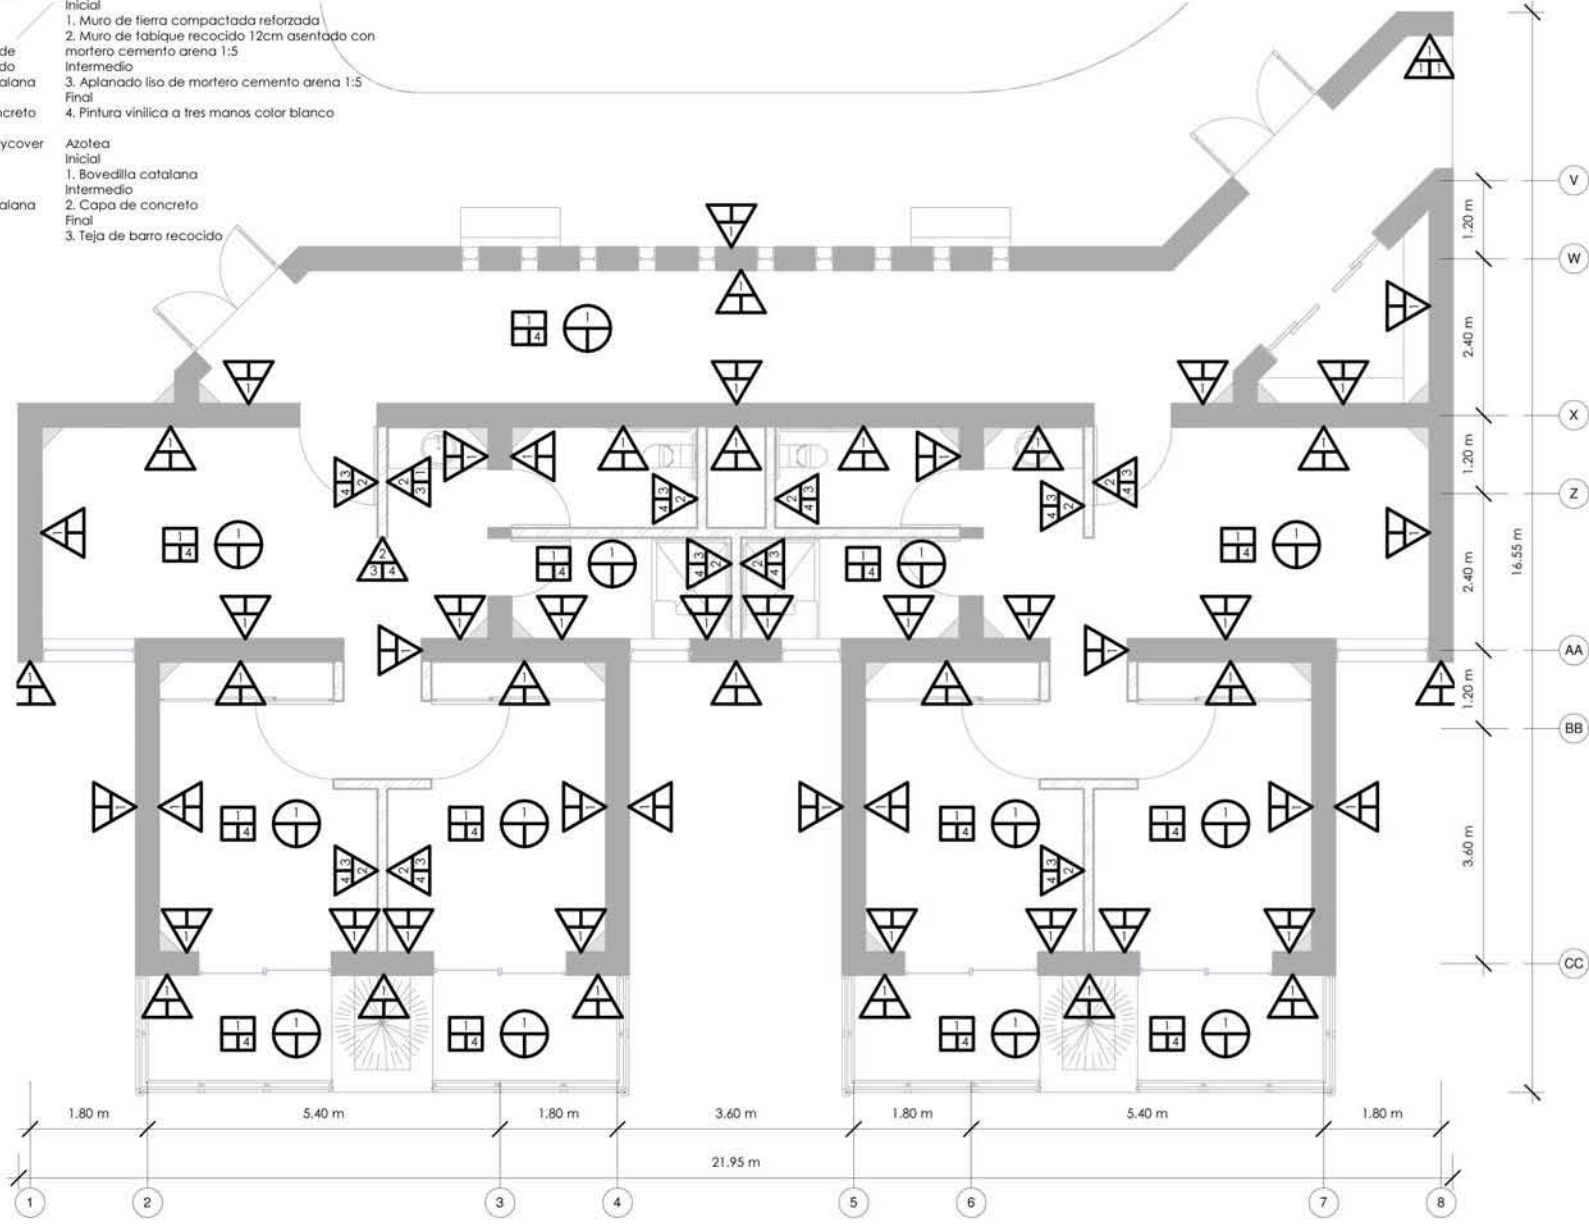 Inicial
1. Muro de tierra compactada reforzada
2. Muro de tabique recocido 12cm asentado con
de mortero cemento arena 1:5
do Intermedio
alana 3. Aplanado liso de mortero cemento arena 1:5
Final
ncreto 4. Pintura vinilica a tres manos color blanco
ycover Azotea
Inicial
1. Bovedilla catalana
Intermedio
alana 2. Capa de concreto
Final
3. Teja de barro recocido
V
1.20 m
W
2.40 m
X
1.20 m
Z
2.40 m
16.55 m
AA
1.20 m
BB
3.60 m
CC
1.80 m 5.40 m 1.80 m 3.60 m 1.80 m 5.40 m 1.80 m
21.95 m
1 2 3 4 5 6 7 8